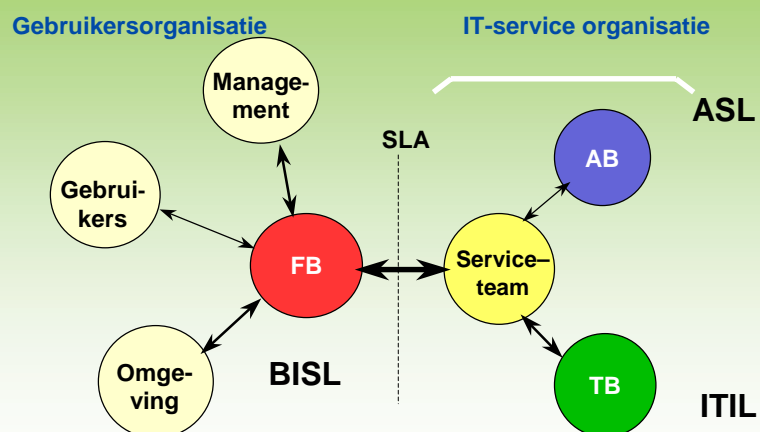 Gebruikersorganisatie
IT-service organisatie
Manage-
ment
ASL
SLA
AB
Gebrui-
kers
FB
Service–
team
Omge-
ving
BISL
TB
ITIL